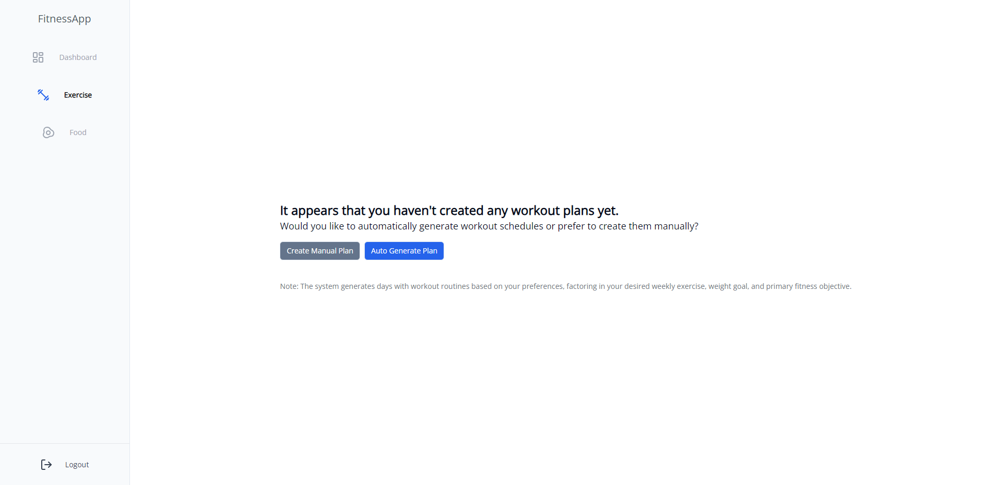 FitnessApp
Dashboard
Exercise
Food
It appears that you haven't created any workout plans yet.
Would you like to automatically generate workout schedules or prefer to create them manually?
Create Manual Plan
Auto Generate Plan
Note: The system generates days with workout routines based on your preferences, factoring in your desired weekly exercise, weight goal, and primary fitness objective.
Logout